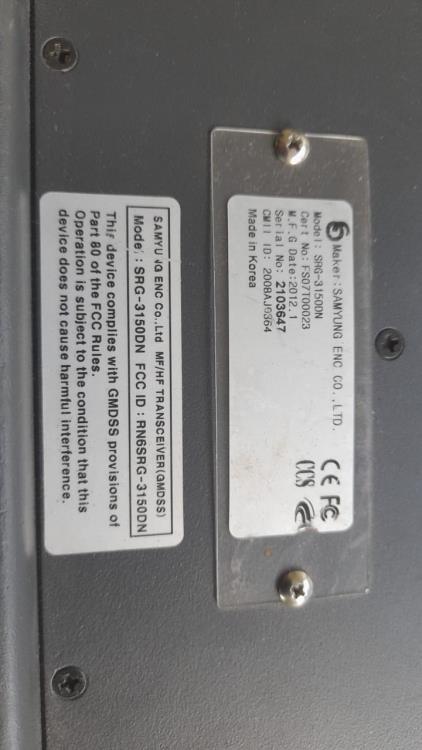 Maker: SAMYUNG ENC CO.,LTD.
Model: SRG-3150DN
Cert No: FS07T00023
M.F.G Date:2012.1
Serial No: 2103647
CMII ID: 2008AJ0364
Made in Korea
CE FC
CCS
SAMYU IG ENC Co.,Ltd MF/HF TRANSCEIVER(GMDSS)
Model : SRG-3150DN FCC ID : RN6SRG-3150DN
This device complies with GMDSS provisions of
Part 80 of the FCC Rules.
Operation is subject to the condition that this
device does not cause harmful interference.